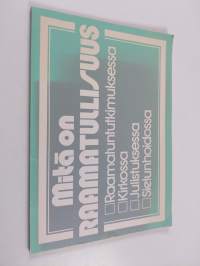 Mitä on
RAAMATULLISUUS
□ Raamatuntutkimuksessa
□ Kirkossa
□ Julistuksessa
□ Sielunhoidossa